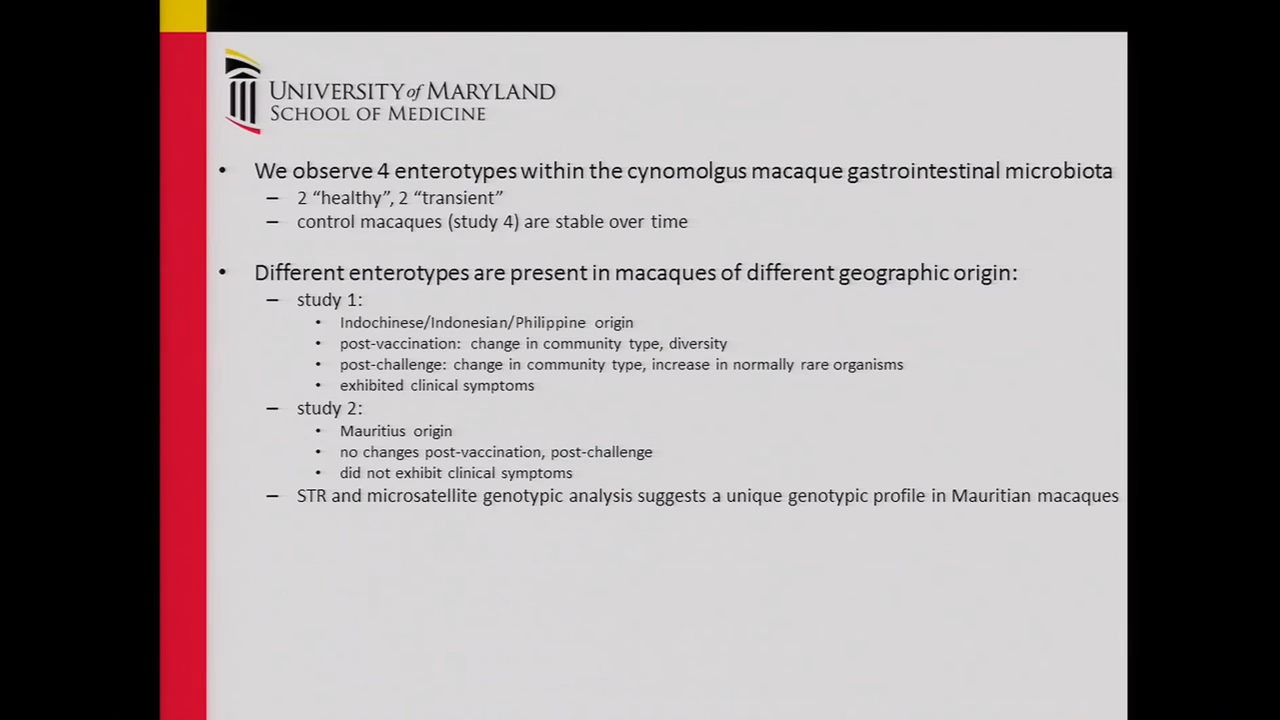 UNIVERSITY of MARYLAND
SCHOOL OF MEDICINE
• We observe 4 enterotypes within the cynomolgus macaque gastrointestinal microbiota
– 2 “healthy”, 2 “transient”
– control macaques (study 4) are stable over time
• Different enterotypes are present in macaques of different geographic origin:
– study 1:
• Indochinese/Indonesian/Philippine origin
• post-vaccination: change in community type, diversity
• post-challenge: change in community type, increase in normally rare organisms
• exhibited clinical symptoms
– study 2:
• Mauritius origin
• no changes post-vaccination, post-challenge
• did not exhibit clinical symptoms
– STR and microsatellite genotypic analysis suggests a unique genotypic profile in Mauritian macaques